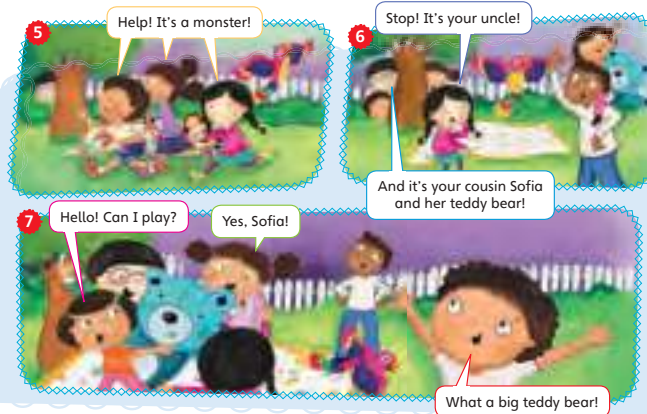 5
Help! It's a monster!
6
Stop! It's your uncle!
And it's your cousin Sofia
and her teddy bear!
7
Hello! Can I play?
Yes, Sofia!
What a big teddy bear!